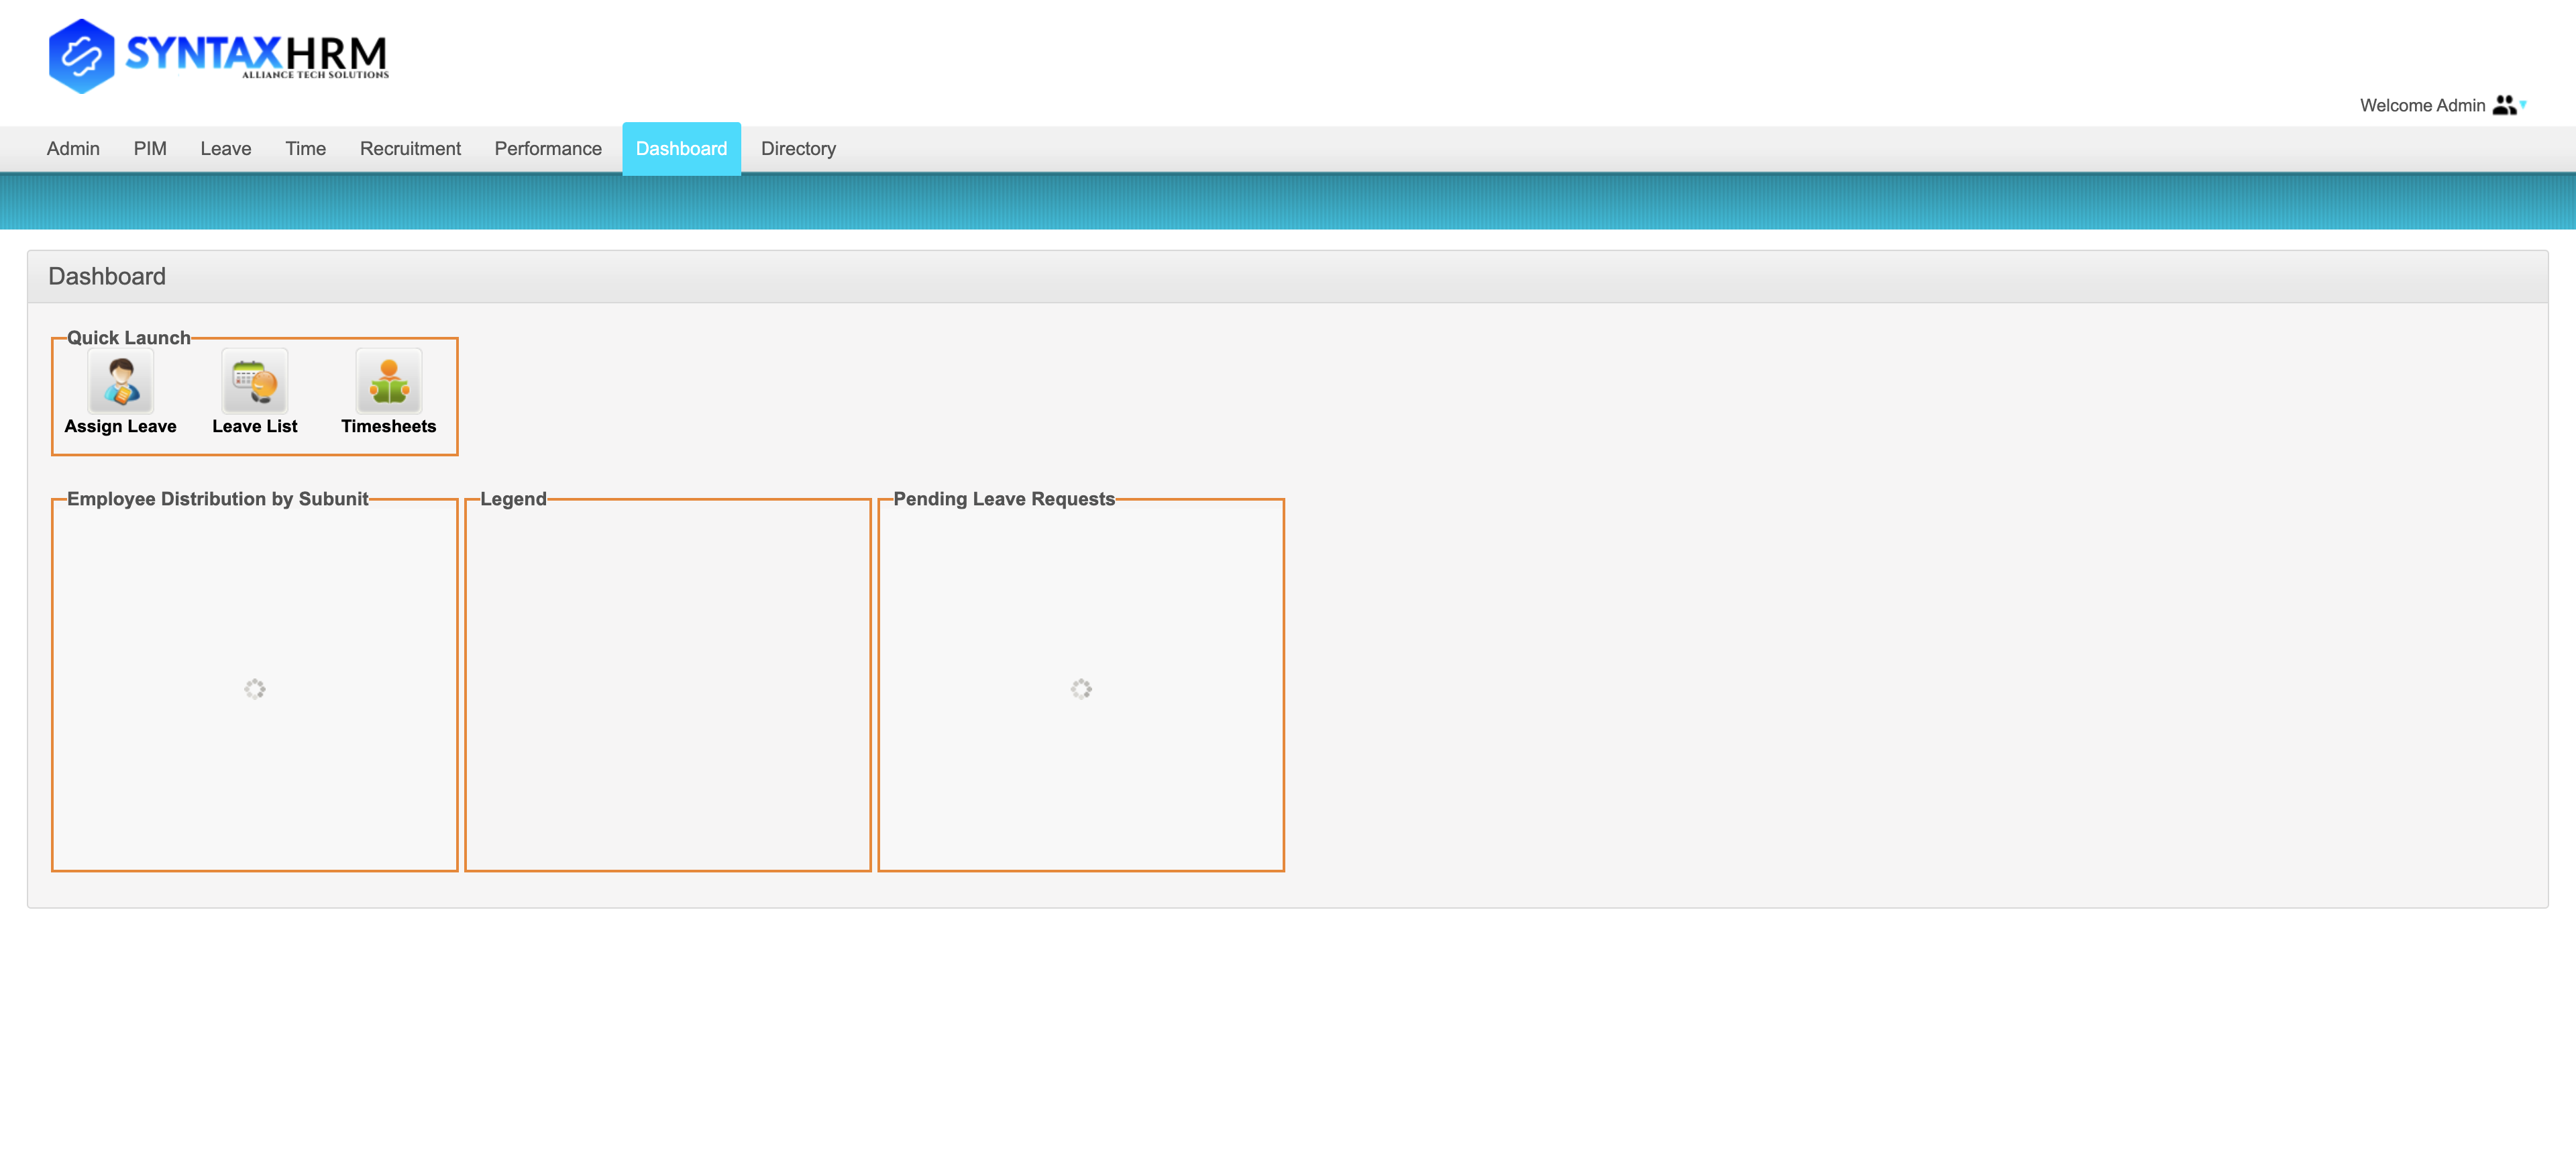 SYNTAXHRM
ALLIANCE TECH SOLUTIONS
Welcome Admin
Admin PIM Leave Time Recruitment Performance Dashboard Directory
Dashboard
Quick Launch
Assign Leave Leave List Timesheets
Employee Distribution by Subunit Legend Pending Leave Requests